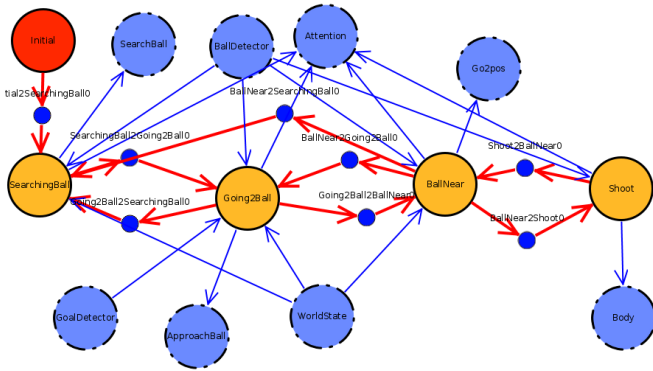 Initial
SearchBall
BallDetector
Attention
Go2pos
tial2SearchingBall0
BallNear2SearchingBall0
SearchingBall2Going2Ball0
BallNear2Going2Ball0
Shoot2BallNear0
SearchingBall
Going2Ball
BallNear
Shoot
Going2Ball2SearchingBall0
Going2Ball2BallNear0
BallNear2Shoot0
GoalDetector
ApproachBall
WorldState
Body